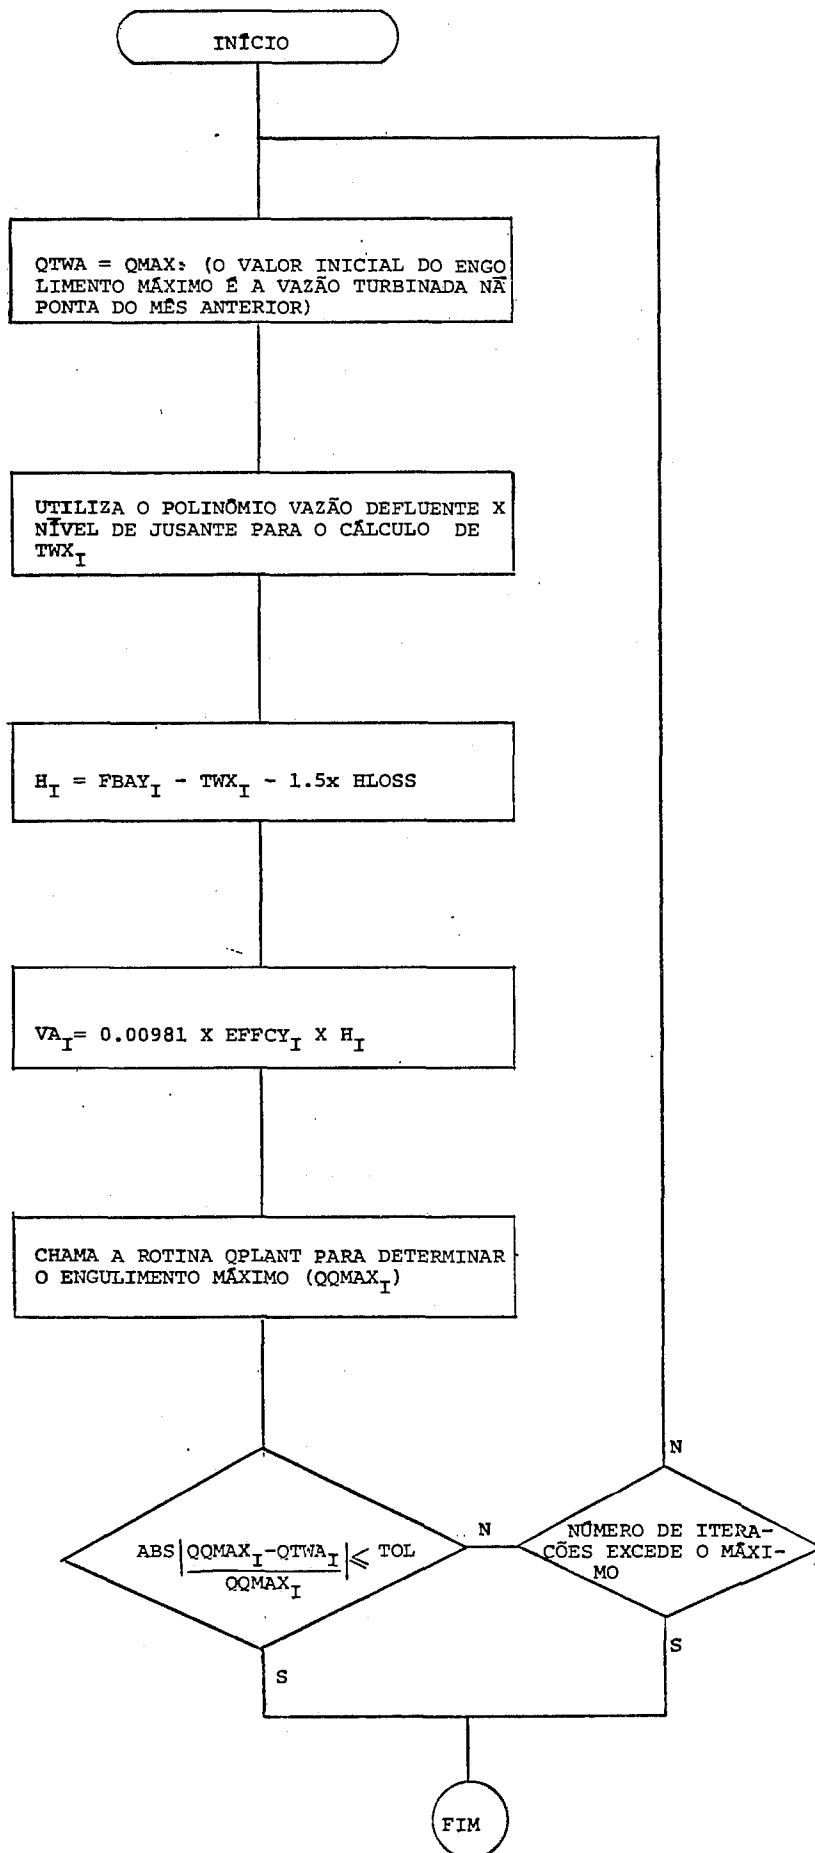 INÍCIO
QTWA = QMAX: (O VALOR INICIAL DO ENGO
LIMENTO MÁXIMO É A VAZÃO TURBINADA NA
PONTA DO MÊS ANTERIOR)
UTILIZA O POLINÔMIO VAZÃO DEFLUENTE X
NÍVEL DE JUSANTE PARA O CÁLCULO DE
TWX_I
H_I = FBAY_I - TWX_I - 1.5x HLOSS
VA_I= 0.00981 X EFFCY_I X H_I
CHAMA A ROTINA QPLANT PARA DETERMINAR
O ENGULIMENTO MÁXIMO (QQMAX_I)
N
ABS|QQMAX_I-QTWA_I|⩽ TOL
QQMAX_I
N
NÚMERO DE ITERA-
ÇÕES EXCEDE O MÁXI-
MO
S
S
FIM